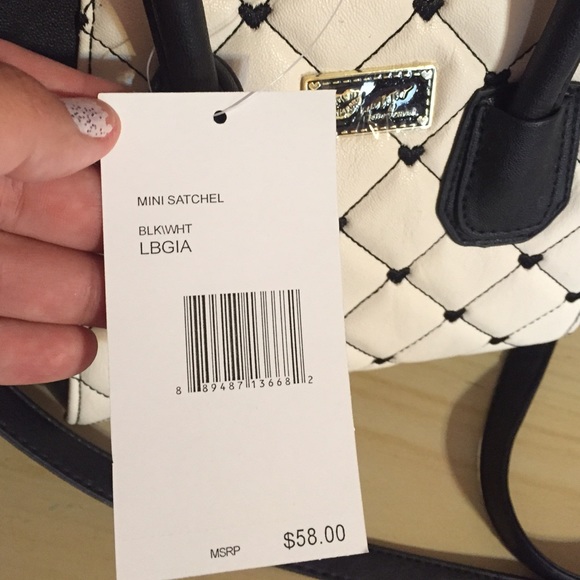 MINI SATCHEL
BLK\WHT
LBGIA
8 89487 13668 2
MSRP $58.00